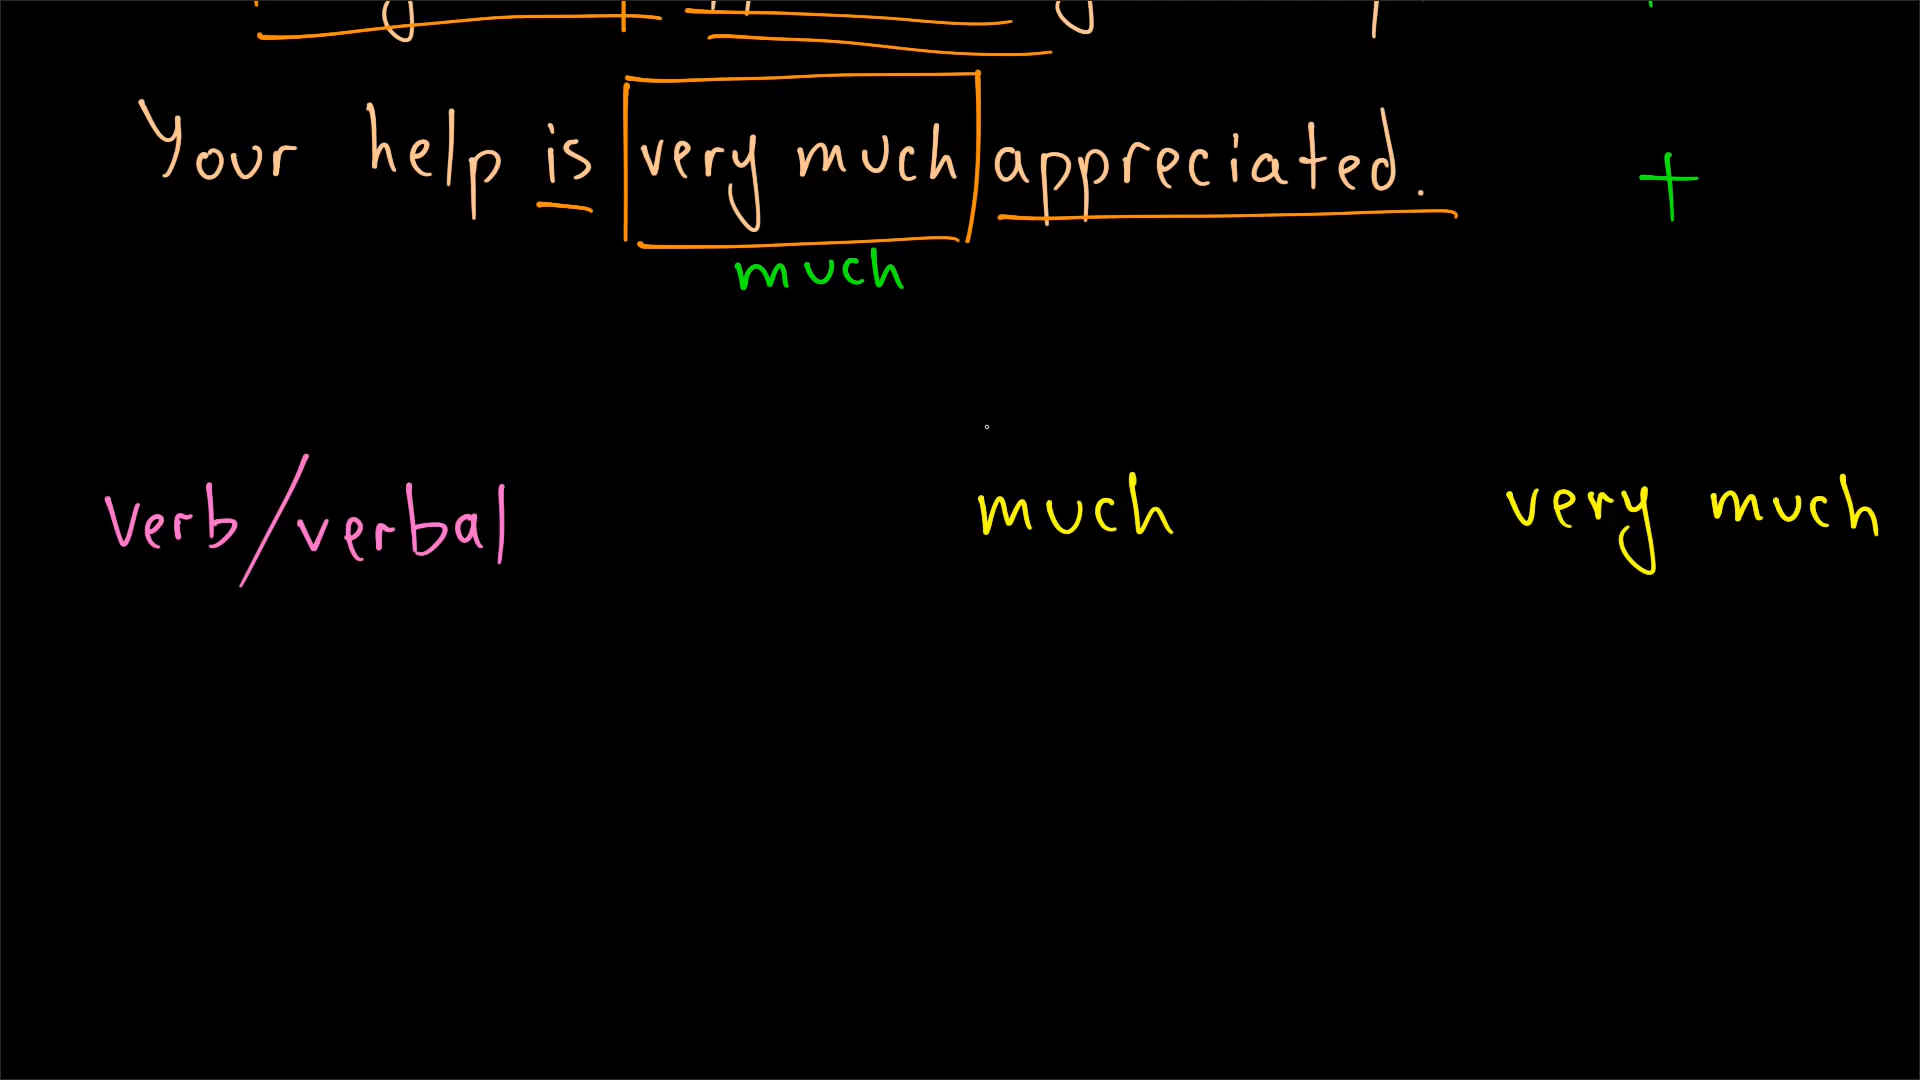 Your help is very much appreciated. +
much
verb/verbal much very much